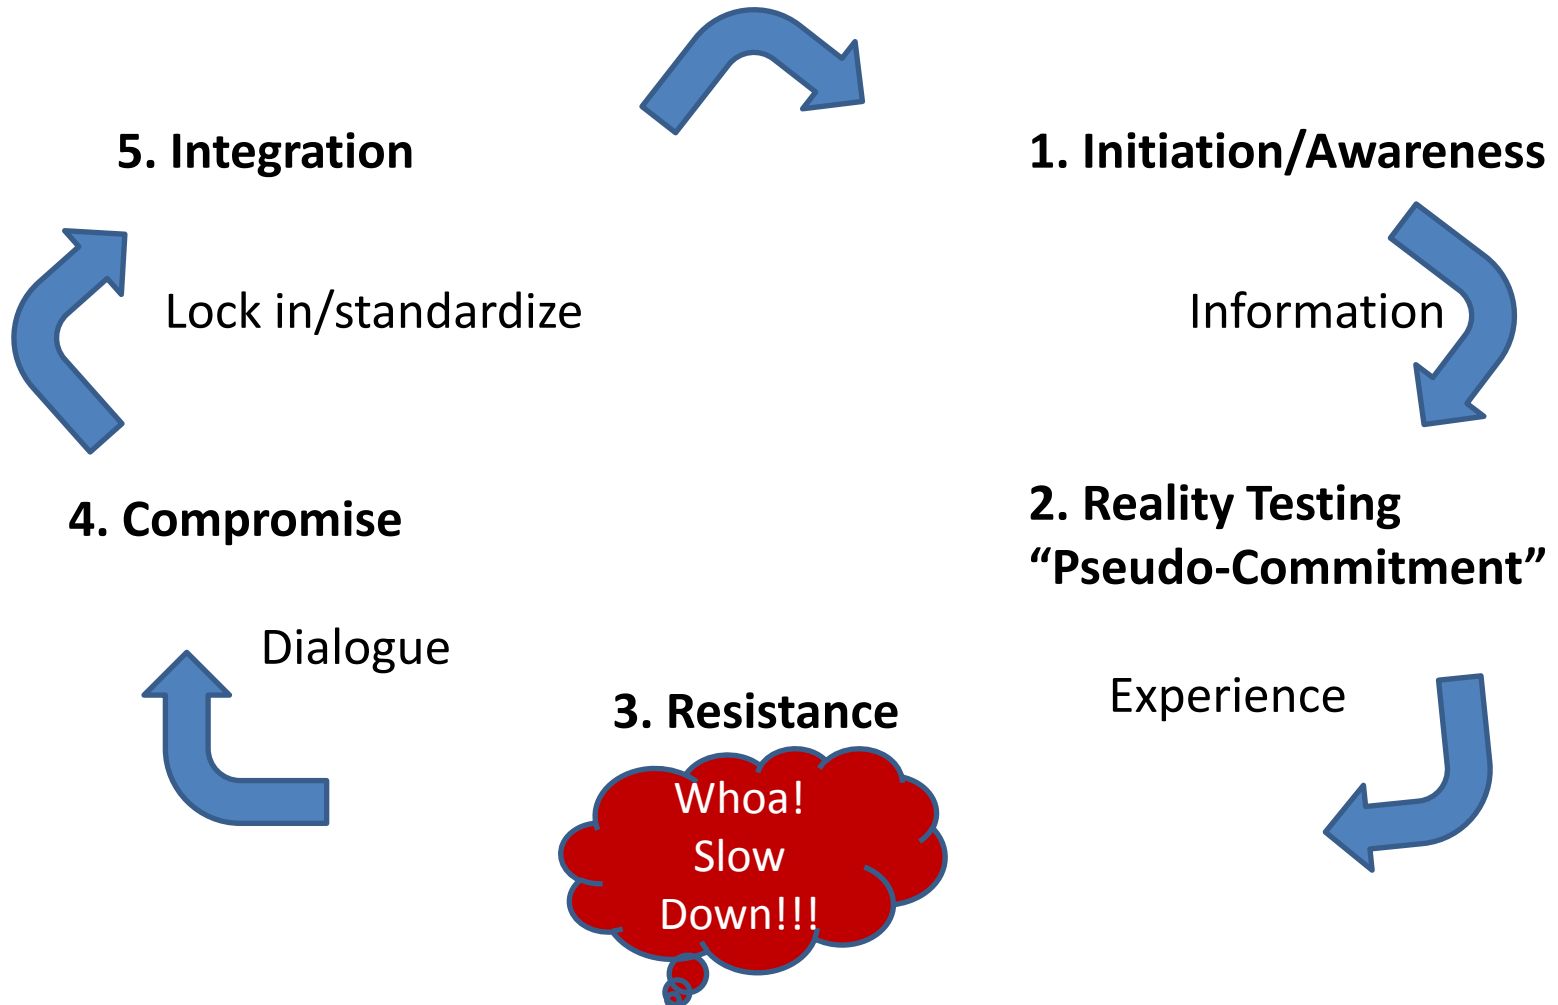 5. Integration
1. Initiation/Awareness
Lock in/standardize
Information
4. Compromise
2. Reality Testing
“Pseudo-Commitment”
Dialogue
Experience
3. Resistance
Whoa!
Slow
Down!!!